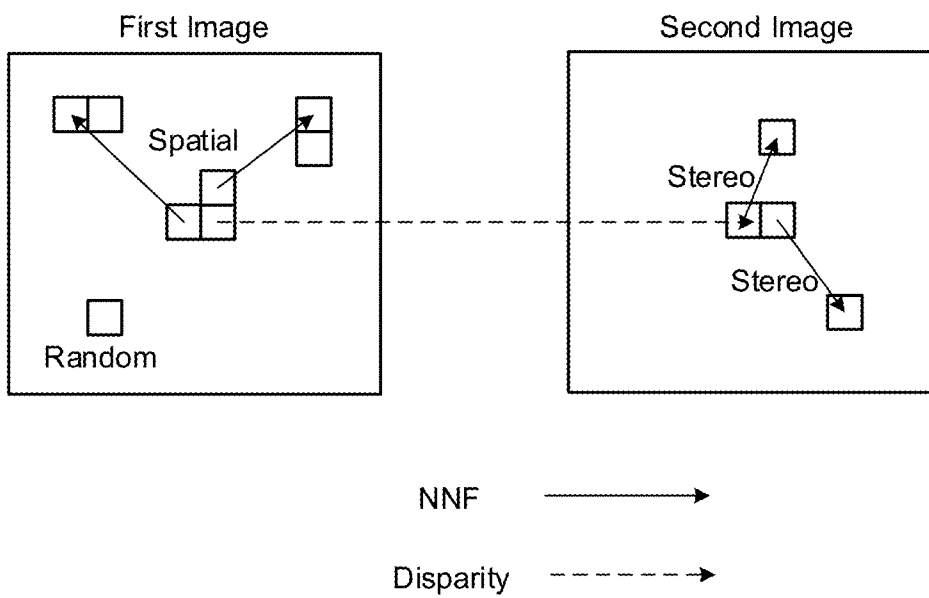 First Image
Second Image
Spatial
Stereo
Stereo
Random
NNF
Disparity